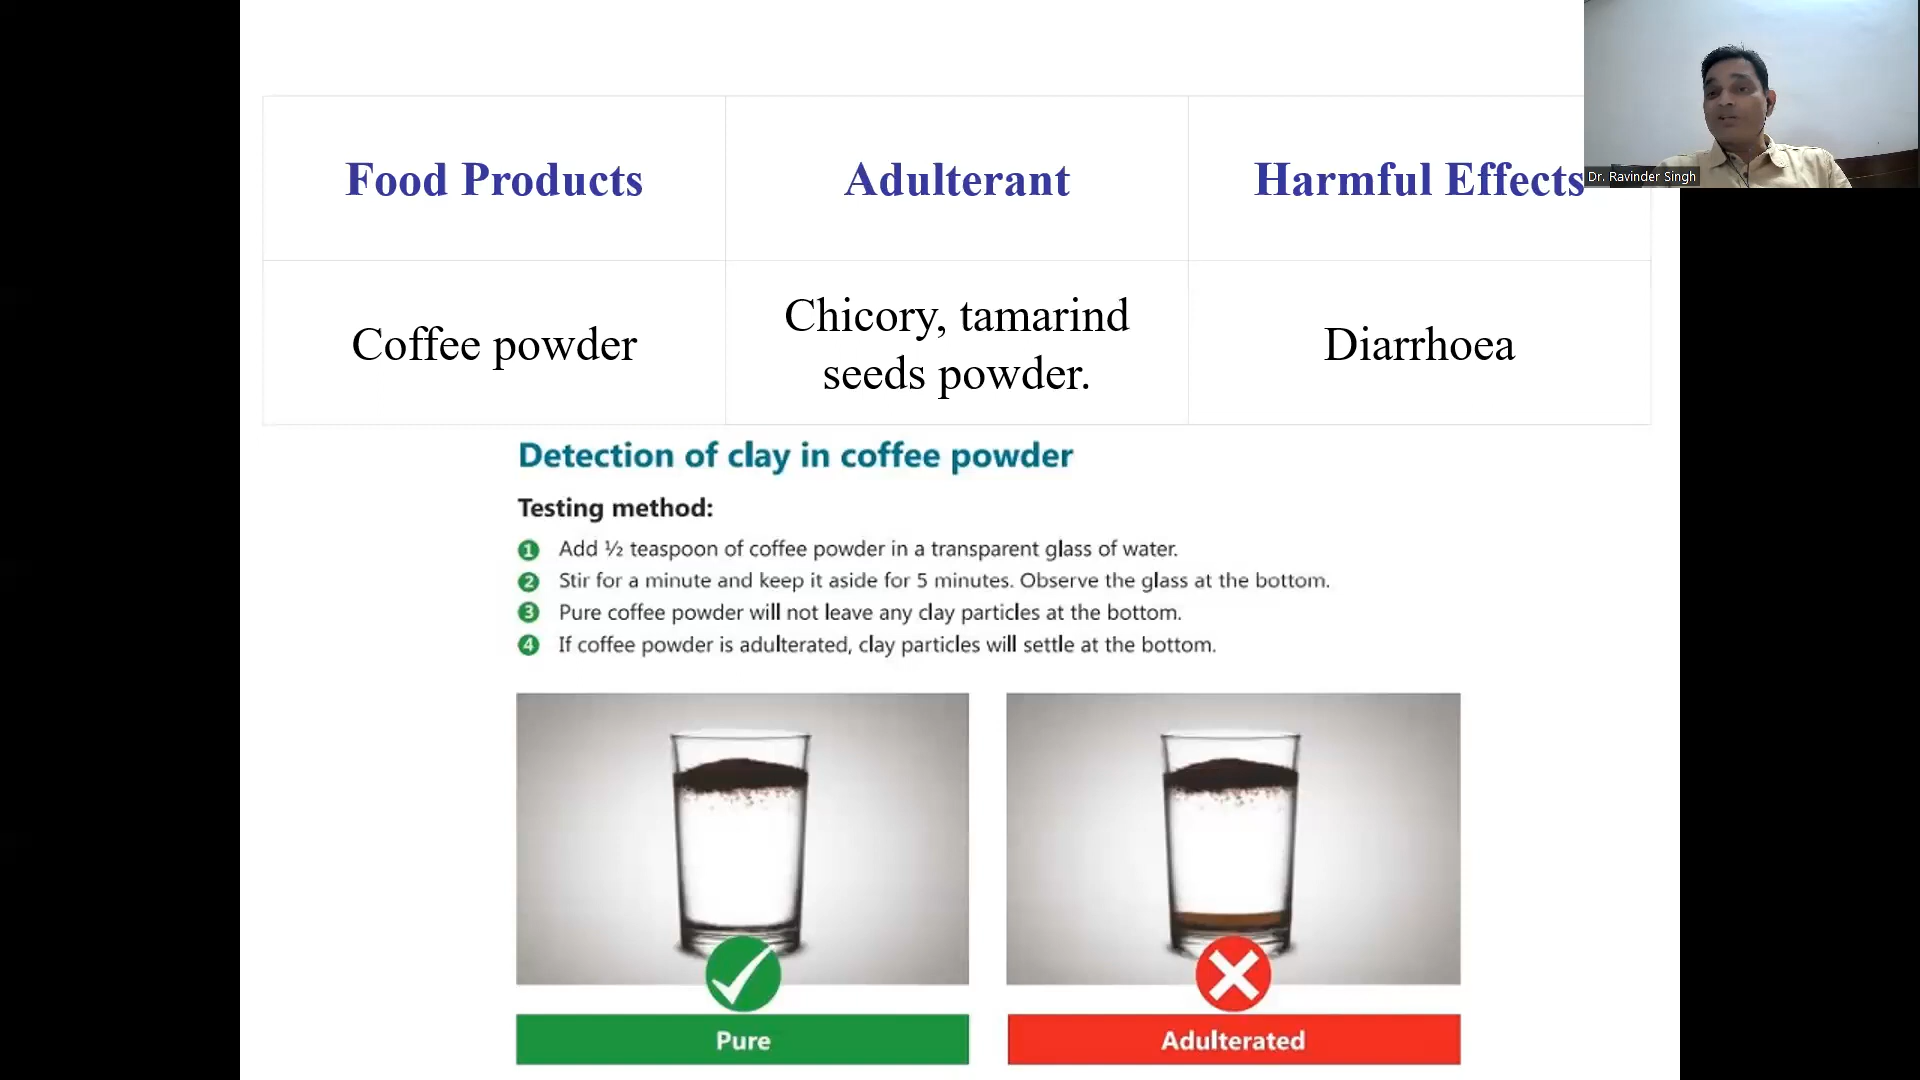 Food Products
Adulterant
Harmful Effects
Dr. Ravinder Singh
Coffee powder
Chicory, tamarind
seeds powder.
Diarrhoea
Detection of clay in coffee powder
Testing method:
1 Add ½ teaspoon of coffee powder in a transparent glass of water.
2 Stir for a minute and keep it aside for 5 minutes. Observe the glass at the bottom.
3 Pure coffee powder will not leave any clay particles at the bottom.
4 If coffee powder is adulterated, clay particles will settle at the bottom.
Pure
Adulterated